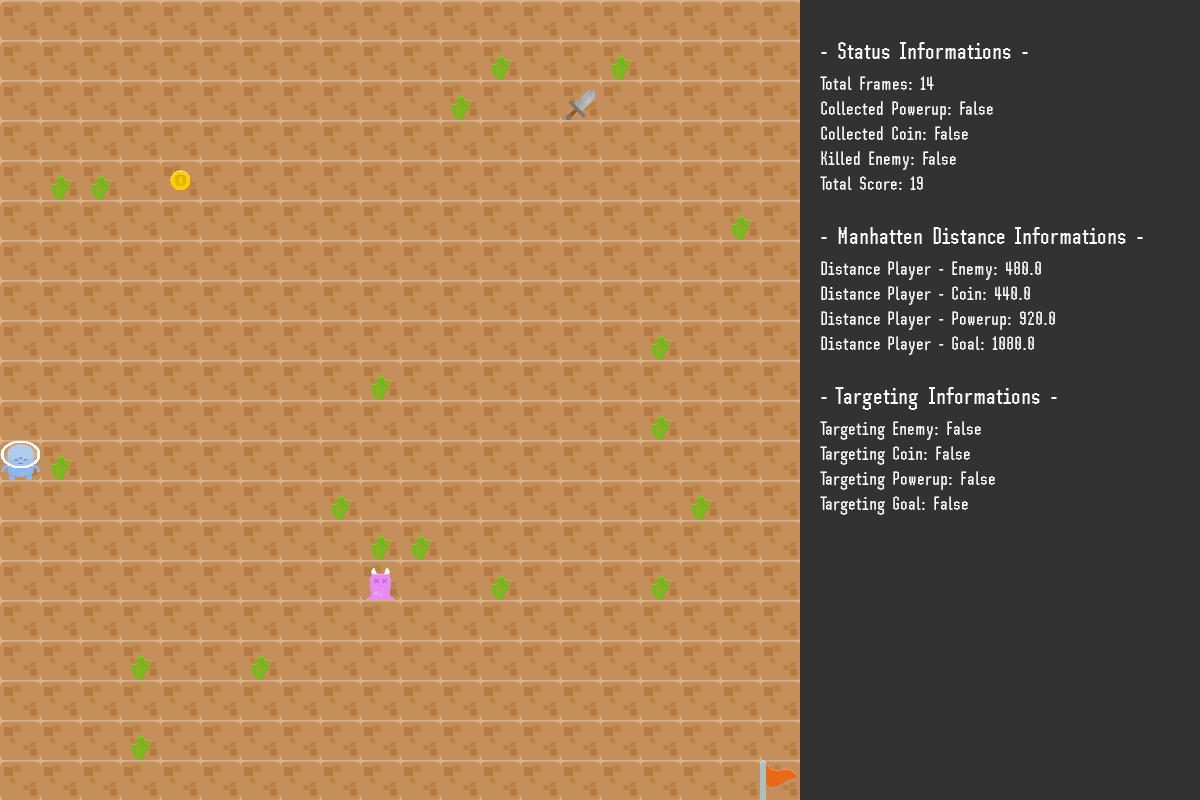 - Status Informations -
Total Frames: 14
Collected Powerup: False
Collected Coin: False
Killed Enemy: False
Total Score: 19
- Manhatten Distance Informations -
Distance Player - Enemy: 480.0
Distance Player - Coin: 440.0
Distance Player - Powerup: 920.0
Distance Player - Goal: 1080.0
- Targeting Informations -
Targeting Enemy: False
Targeting Coin: False
Targeting Powerup: False
Targeting Goal: False